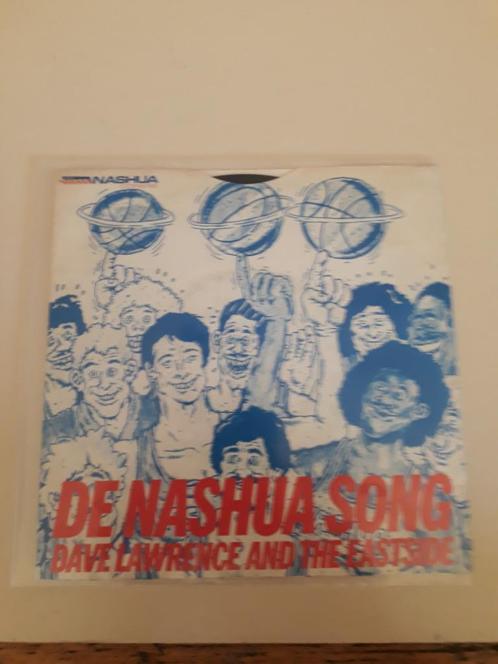 NASHUA
DE NASHUA SONG
DAVE LAWRENCE AND THE EASTSIDE